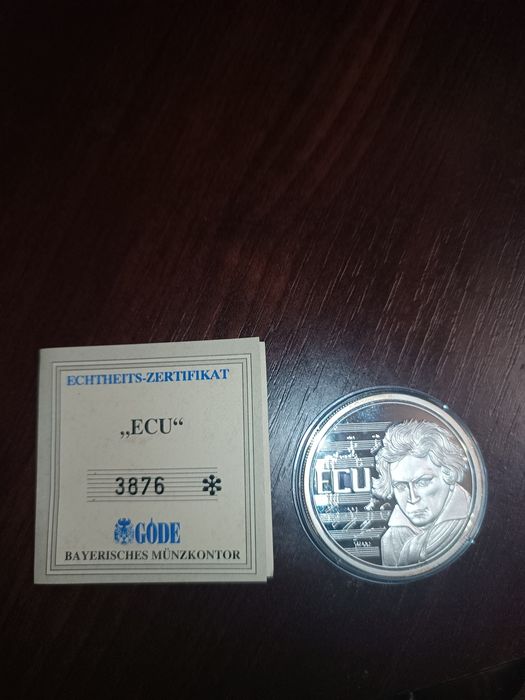 ECHTHEITS-ZERTIFIKAT
„ECU“
3876 *
GÖDE
BAYERISCHES MÜNZKONTOR
ECU